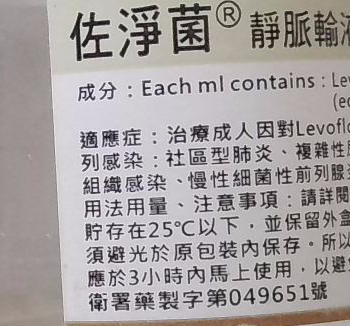 佐淨菌® 靜脈輸
成分：Each ml contains：Lev
(eq
適應症：治療成人因對Levoflo
列感染：社區型肺炎、複雜性
組織感染、慢性細菌性前列腺
用法用量、注意事項：請詳閱
貯存在25℃以下，並保留外盒
須避光於原包裝內保存。所以
應於3小時內馬上使用，以避
衛署藥製字第049651號